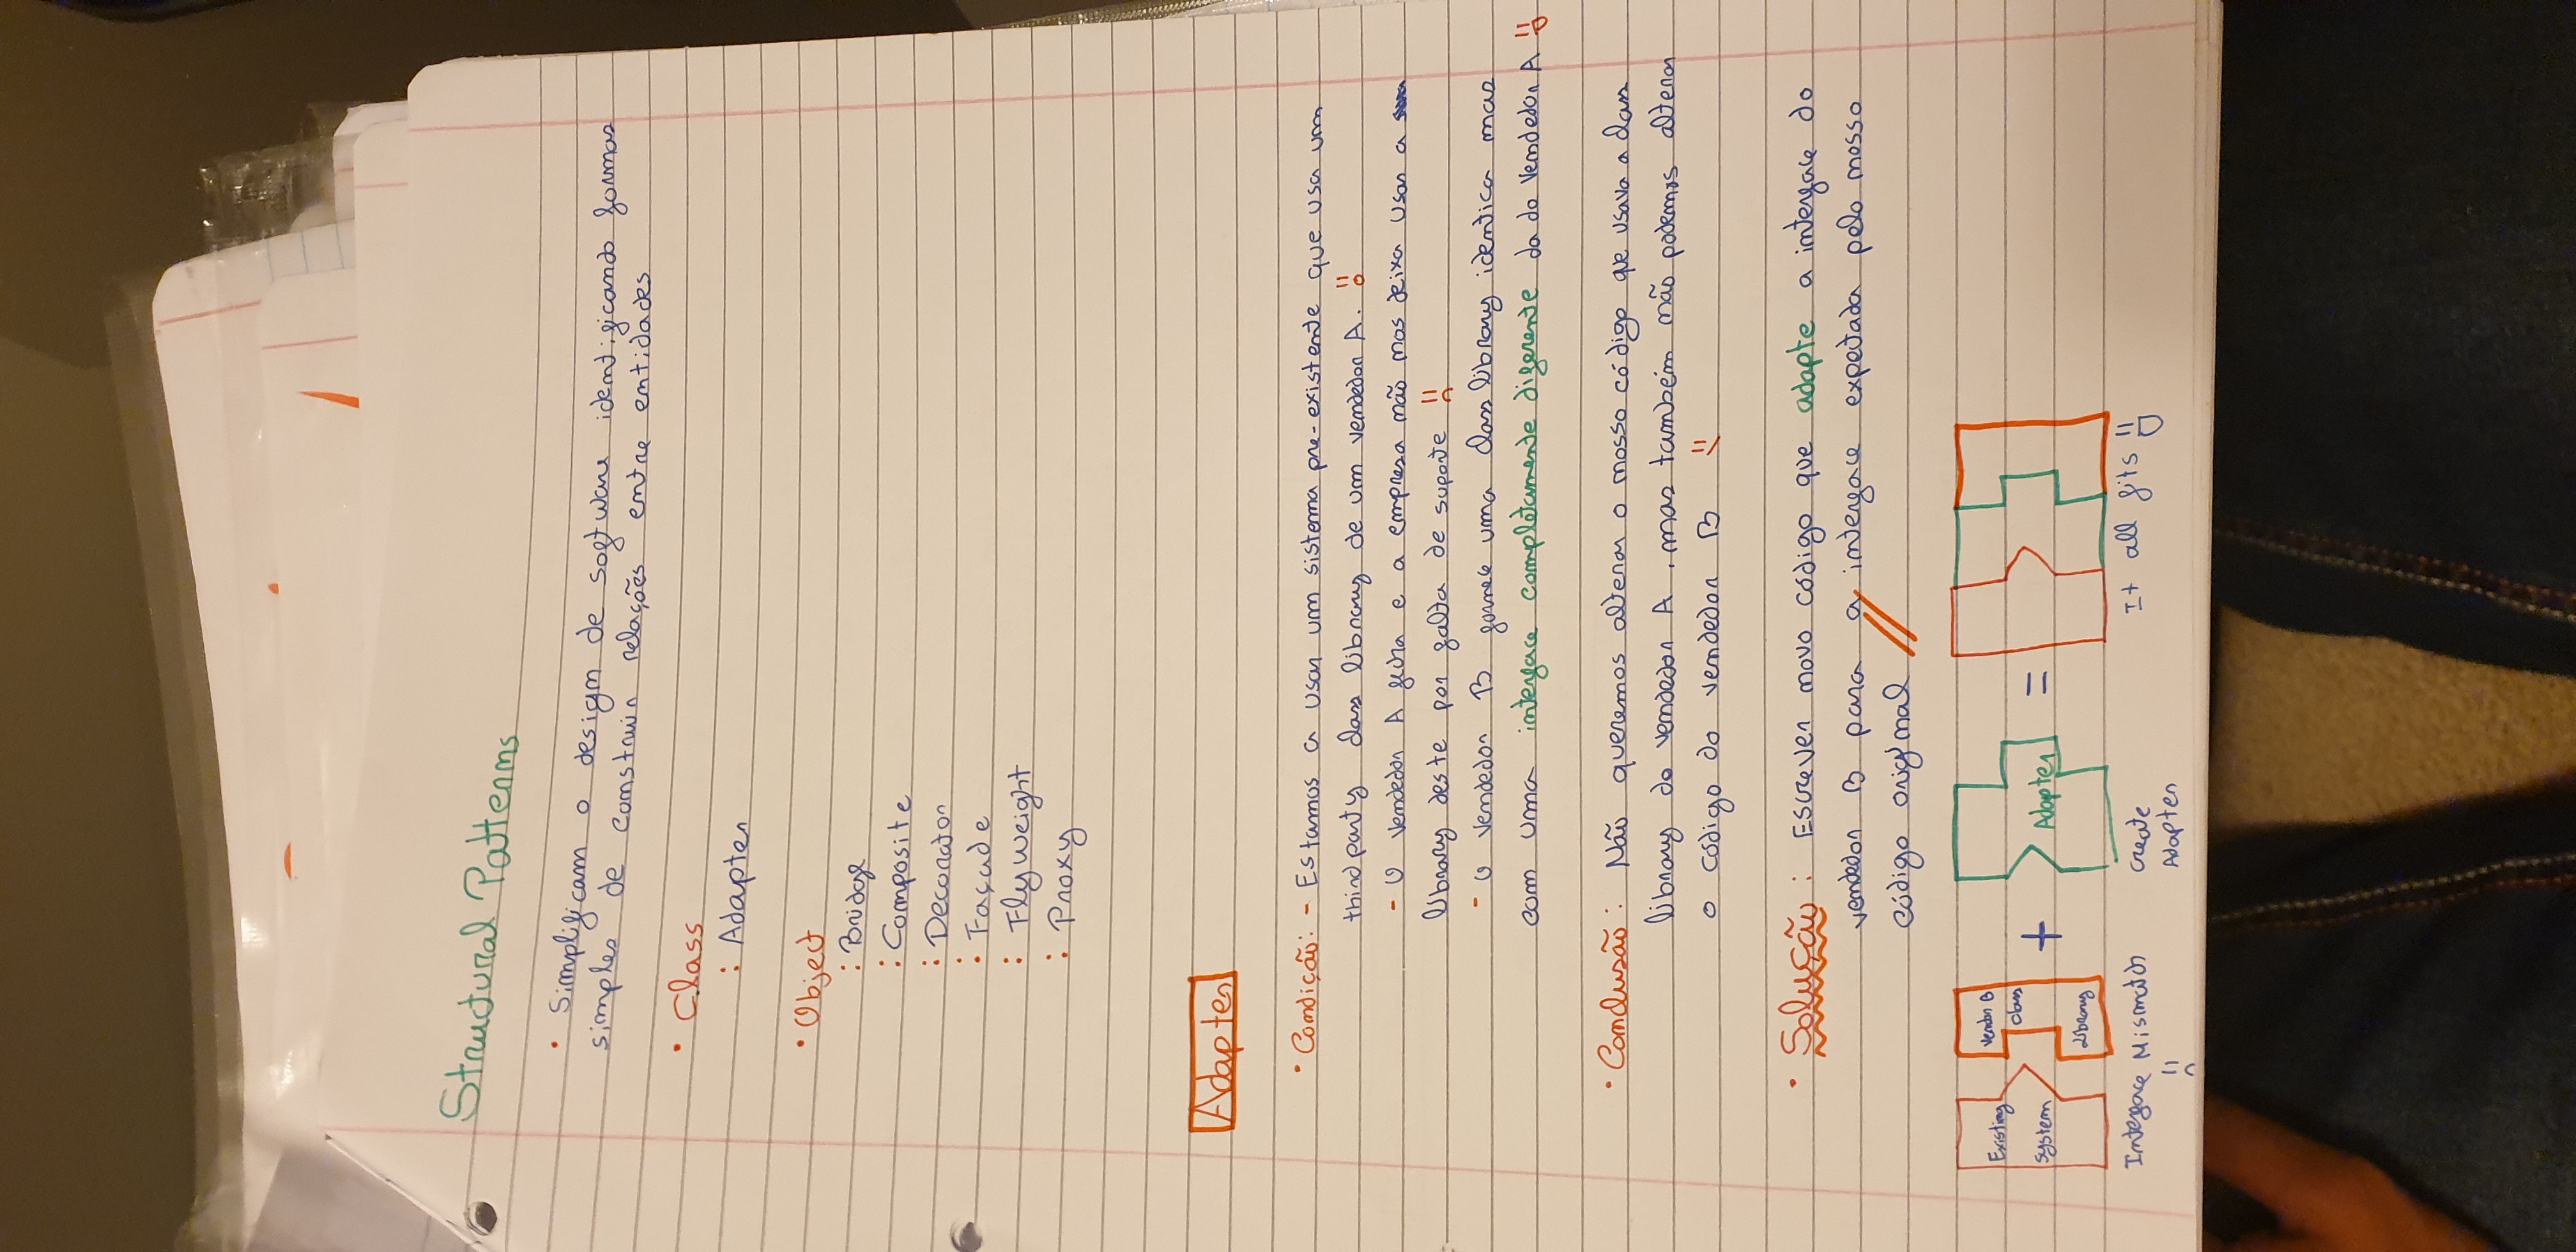 Structural Patterns
• Simplificam o design de software identificando formas
simples de construir relações entre entidades
• Class
: Adapter
• Object
: Bridge
: Composite
: Decorator
: Façade
: Flyweight
: Proxy
Adapter
• Condição: - Estamos a usar um sistema pre-existente que usa um
third party class library de um vendedor A.
- O vendedor A fecha e a empresa não nos deixa usar a
library deste por falta de suporte
- O vendedor B fornece uma class library identica mas
com uma interface completamente diferente da do vendedor A
• Conclusão: Não queremos alterar o nosso código que usava a class
library do vendedor A, mas também não podemos alterar
o código do vendedor B
• Solução: Escrever novo código que adapte a interface do
vendedor B para a interface expectada pelo nosso
código original //
Existing
System
Vendor B
Class
Library
+
Adapter
=
Interface Mismatch
Create
Adapter
It all fits